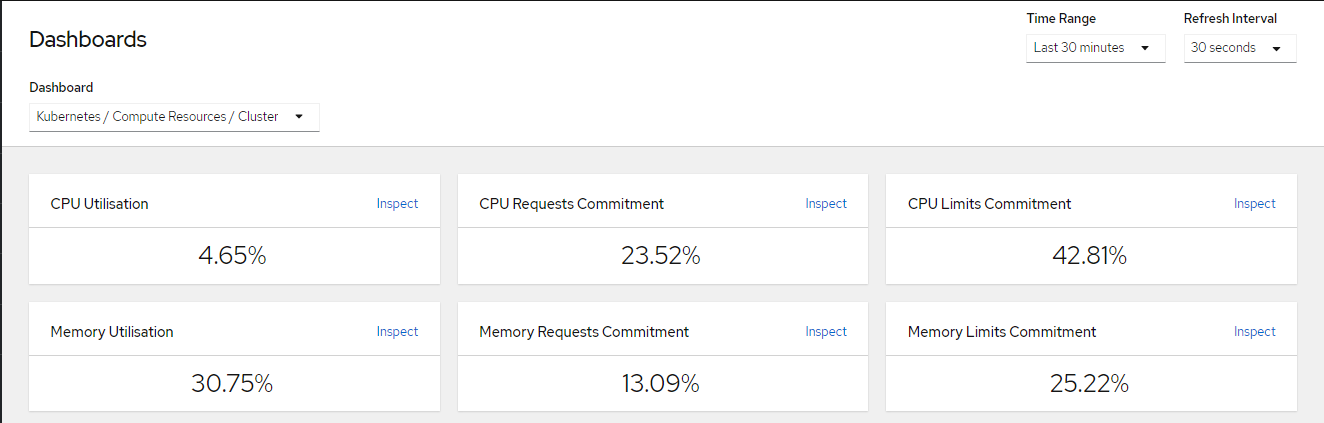 Dashboards
Time Range
Refresh Interval
Last 30 minutes
30 seconds
Dashboard
Kubernetes / Compute Resources / Cluster
CPU Utilisation Inspect
CPU Requests Commitment Inspect
CPU Limits Commitment Inspect
4.65%
23.52%
42.81%
Memory Utilisation Inspect
Memory Requests Commitment Inspect
Memory Limits Commitment Inspect
30.75%
13.09%
25.22%